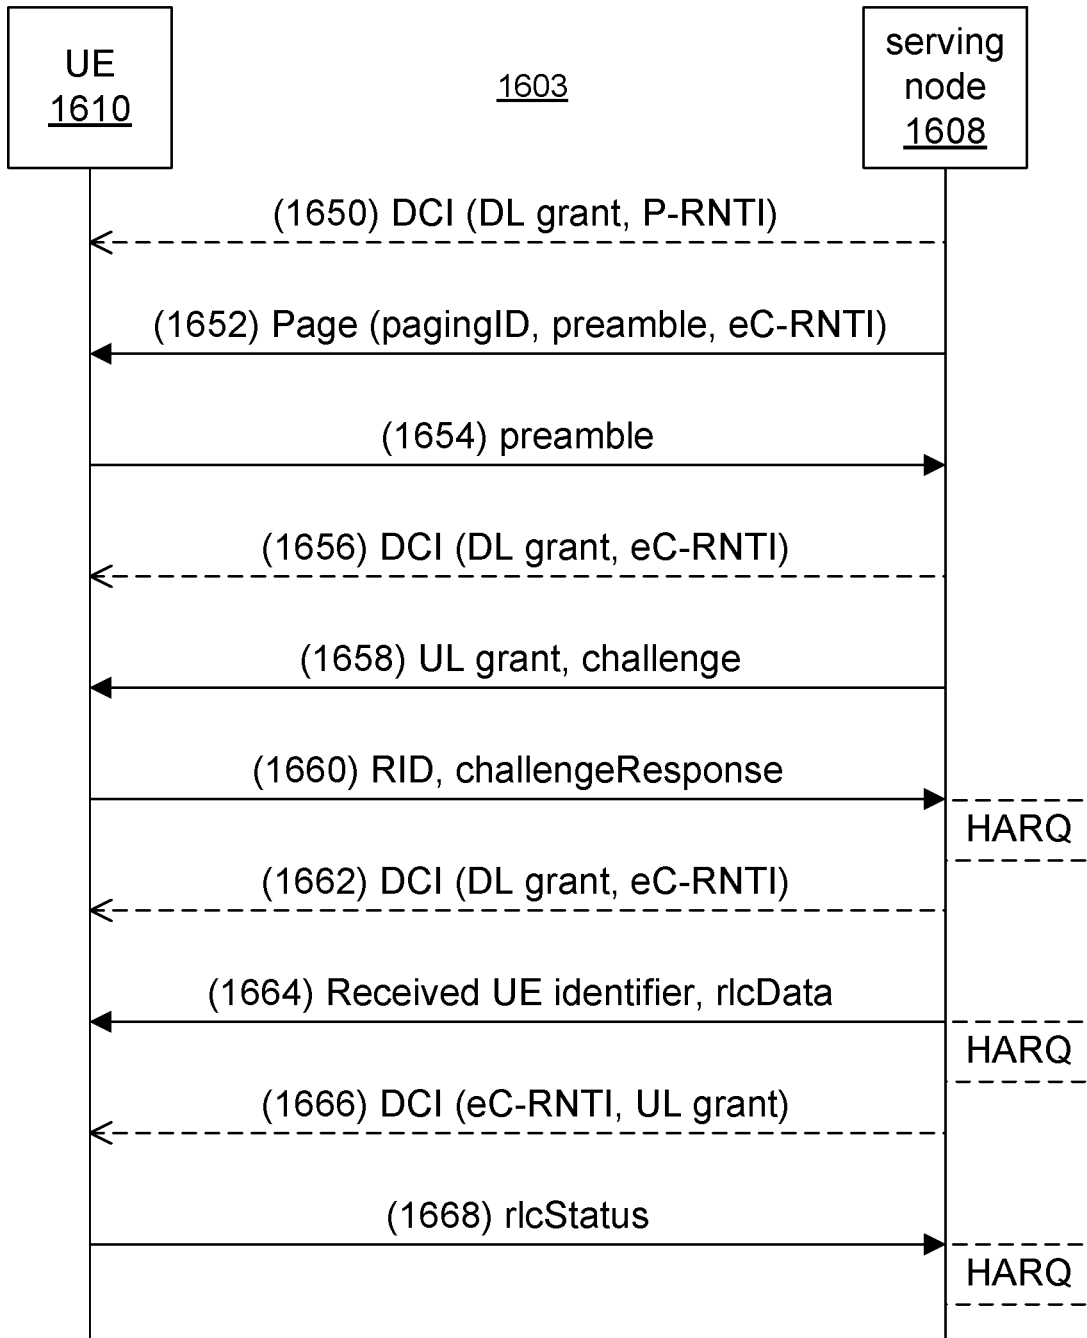 UE
1610
1603
serving
node
1608
(1650) DCI (DL grant, P-RNTI)
(1652) Page (pagingID, preamble, eC-RNTI)
(1654) preamble
(1656) DCI (DL grant, eC-RNTI)
(1658) UL grant, challenge
(1660) RID, challengeResponse
HARQ
(1662) DCI (DL grant, eC-RNTI)
(1664) Received UE identifier, rlcData
HARQ
(1666) DCI (eC-RNTI, UL grant)
(1668) rlcStatus
HARQ